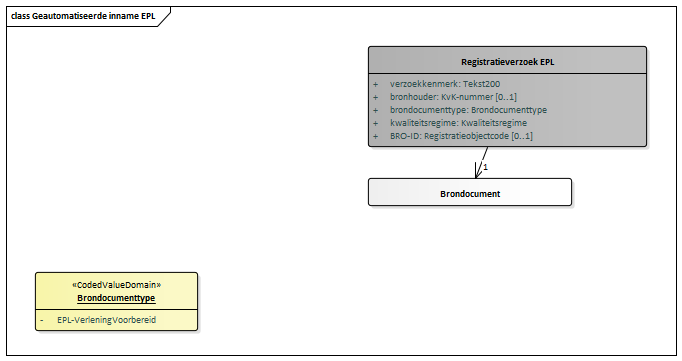 class Geautomatiseerde inname EPL
Registratieverzoek EPL
+ verzoekkenmerk: Tekst200
+ bronhouder: KvK-nummer [0..1]
+ brondocumenttype: Brondocumenttype
+ kwaliteitsregime: Kwaliteitsregime
+ BRO-ID: Registratieobjectcode [0..1]
1
Brondocument
«CodedValueDomain»
Brondocumenttype
- EPL-VerleningVoorbereid